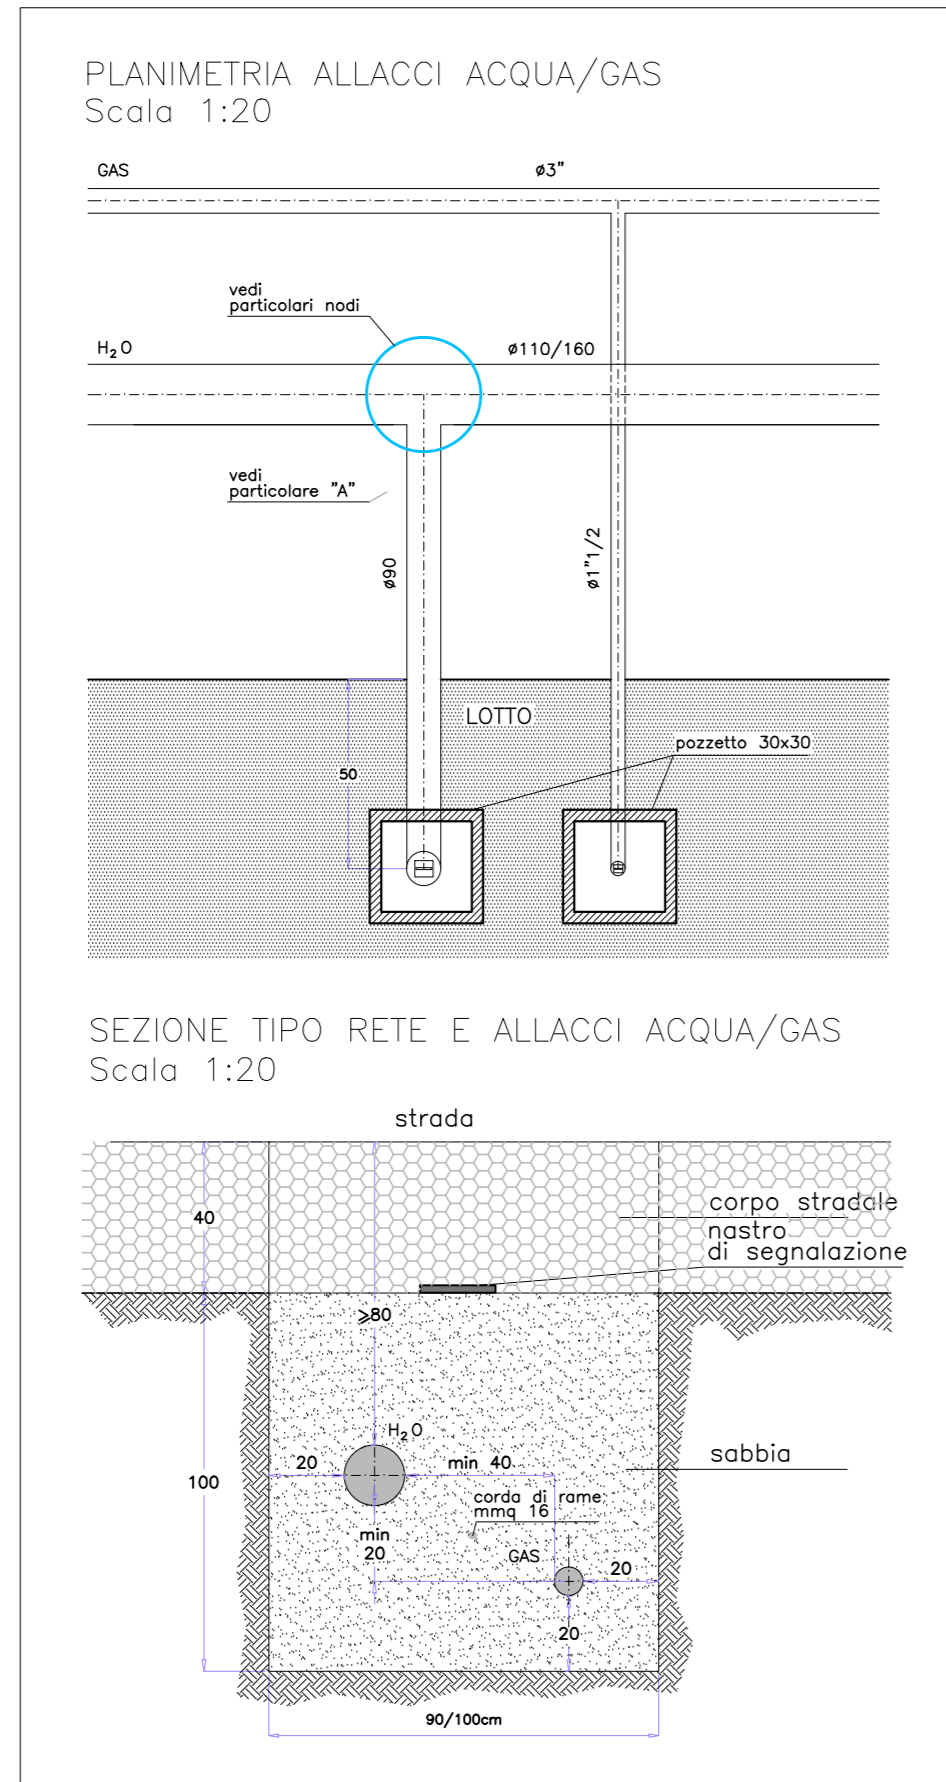 PLANIMETRIA ALLACCI ACQUA/GAS
Scala 1:20
GAS
ø3"
vedi
particolari nodi
H₂O
ø110/160
vedi
particolare "A"
ø90
ø1"1/2
LOTTO
pozzetto 30x30
50
SEZIONE TIPO RETE E ALLACCI ACQUA/GAS
Scala 1:20
strada
corpo stradale
40
nastro
di segnalazione
≥80
H₂O
20
min 40
sabbia
100
corda di rame
mmq 16
min
20
GAS
20
20
90/100cm